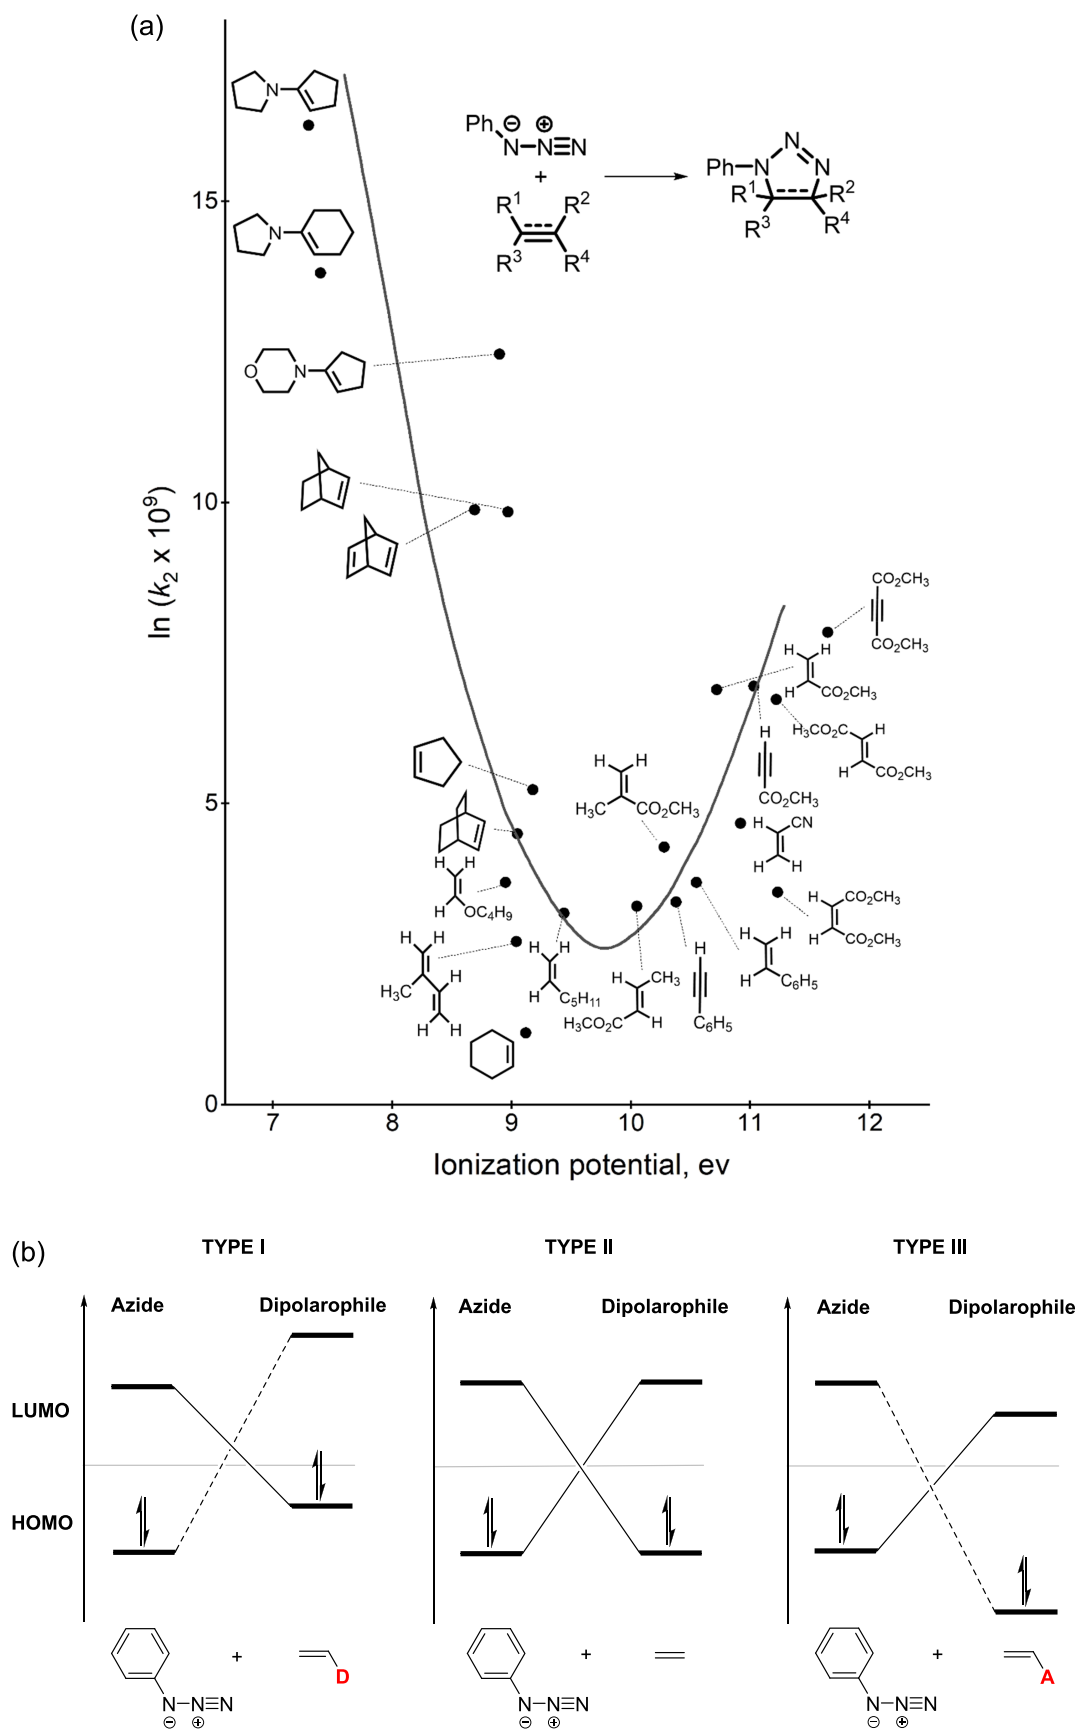 (a)
Ph ⊖ ⊕
N–N≡N
+
R1 R2
R3 R4
Ph–N N N
R1 R2
R3 R4
N
15
N
O N
10
ln (k2 x 10^9)
CO2CH3
CO2CH3
H H
H CO2CH3
H3CO2C H
H CO2CH3
H
CO2CH3
H H
H3C CO2CH3
5
H CN
H H
H H
H OC4H9
H CO2CH3
H CO2CH3
H H
H3C H
H H
H H
H C5H11
H CH3
H3CO2C H
H
C6H5
H H
H C6H5
0
7 8 9 10 11 12
Ionization potential, ev
(b)
TYPE I TYPE II TYPE III
Azide Dipolarophile Azide Dipolarophile Azide Dipolarophile
LUMO
HOMO
+ D + + A
N–N≡N N–N≡N N–N≡N
⊖ ⊕ ⊖ ⊕ ⊖ ⊕